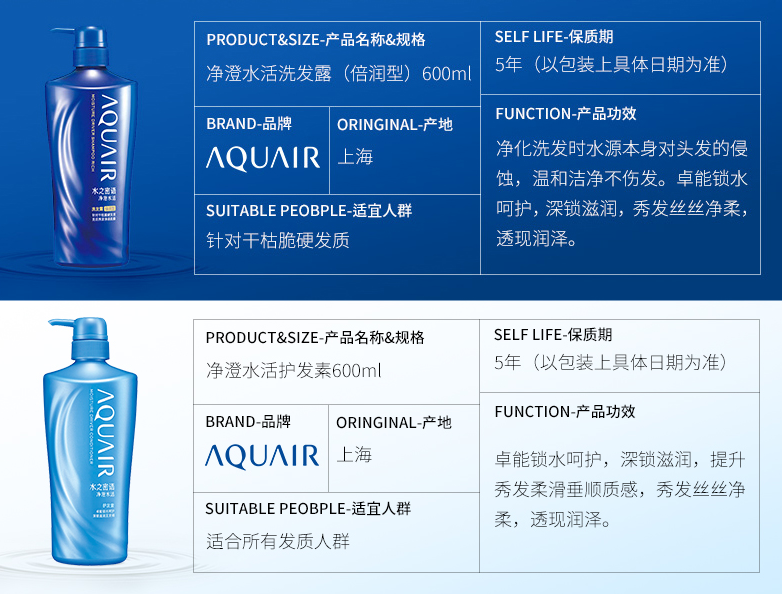 PRODUCT&SIZE-产品名称&规格
净澄水活洗发露（倍润型）600ml
SELF LIFE-保质期
5年（以包装上具体日期为准）
BRAND-品牌
AQUAIR
ORINGINAL-产地
上海
FUNCTION-产品功效
净化洗发时水源本身对头发的侵
蚀，温和洁净不伤发。卓能锁水
呵护，深锁滋润，秀发丝丝净柔，
透现润泽。
SUITABLE PEOBPLE-适宜人群
针对干枯脆硬发质
AQUAIR
MOISTURE DRIVER SHAMPOO RICH
水之密语
净澄水活
PRODUCT&SIZE-产品名称&规格
净澄水活护发素600ml
SELF LIFE-保质期
5年（以包装上具体日期为准）
BRAND-品牌
AQUAIR
ORINGINAL-产地
上海
FUNCTION-产品功效
卓能锁水呵护，深锁滋润，提升
秀发柔滑垂顺质感，秀发丝丝净
柔，透现润泽。
SUITABLE PEOBPLE-适宜人群
适合所有发质人群
AQUAIR
MOISTURE DRIVER CONDITIONER
水之密语
净澄水活
护发素